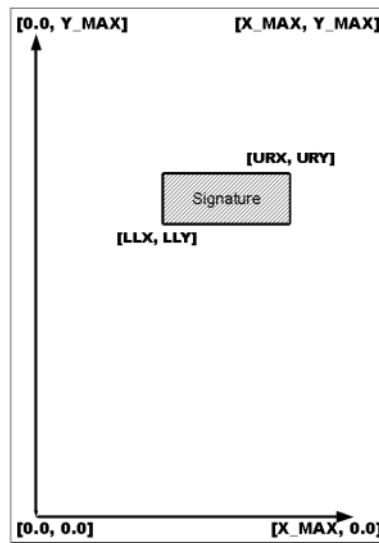 [0.0, Y_MAX] [X_MAX, Y_MAX]
[URX, URY]
Signature
[LLX, LLY]
[0.0, 0.0] [X_MAX, 0.0]